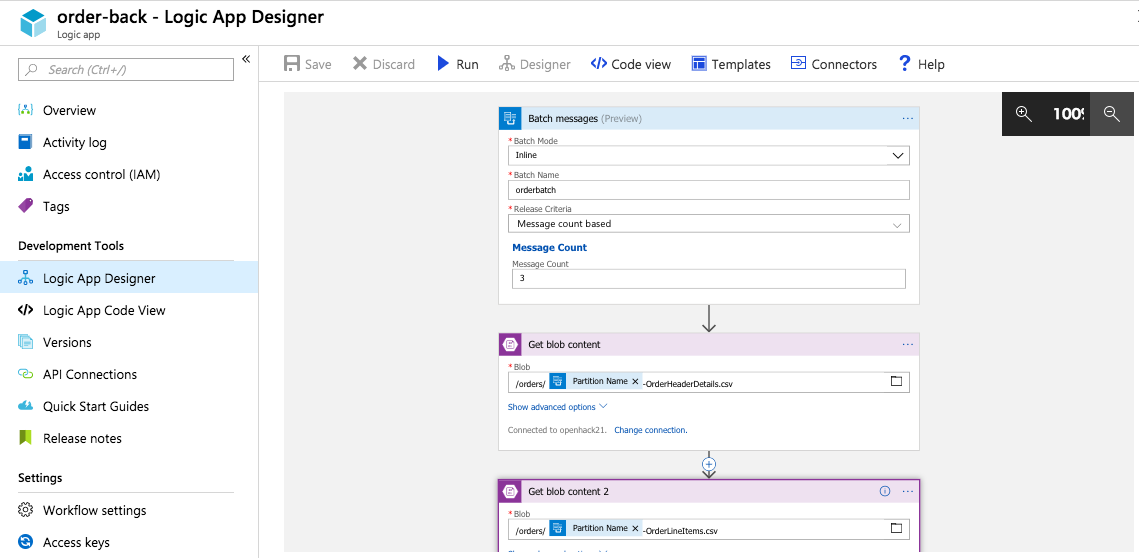 order-back - Logic App Designer
Logic app
Search (Ctrl+/)
«
Save
Discard
Run
Designer
Code view
Templates
Connectors
? Help
Overview
Activity log
Access control (IAM)
Tags
Development Tools
Logic App Designer
Logic App Code View
Versions
API Connections
Quick Start Guides
Release notes
Settings
Workflow settings
Access keys
100%
Batch messages (Preview)
...
* Batch Mode
Inline
* Batch Name
orderbatch
* Release Criteria
Message count based
Message Count
Message Count
3
Get blob content
...
* Blob
/orders/ Partition Name × -OrderHeaderDetails.csv
Show advanced options
Connected to openhack21. Change connection.
Get blob content 2
...
* Blob
/orders/ Partition Name × -OrderLineItems.csv